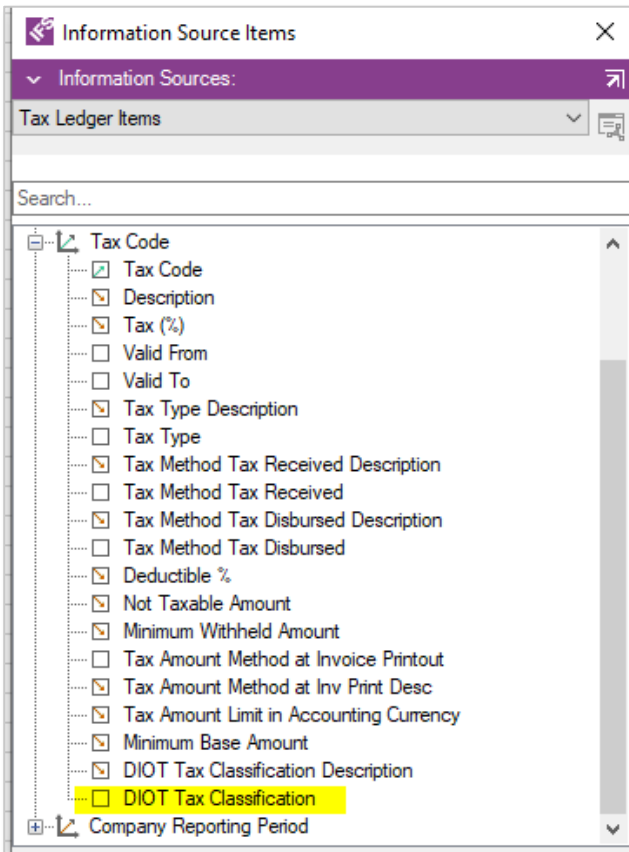 Information Source Items
Information Sources:
Tax Ledger Items
Search...
Tax Code
Tax Code
Description
Tax (%)
Valid From
Valid To
Tax Type Description
Tax Type
Tax Method Tax Received Description
Tax Method Tax Received
Tax Method Tax Disbursed Description
Tax Method Tax Disbursed
Deductible %
Not Taxable Amount
Minimum Withheld Amount
Tax Amount Method at Invoice Printout
Tax Amount Method at Inv Print Desc
Tax Amount Limit in Accounting Currency
Minimum Base Amount
DIOT Tax Classification Description
DIOT Tax Classification
Company Reporting Period